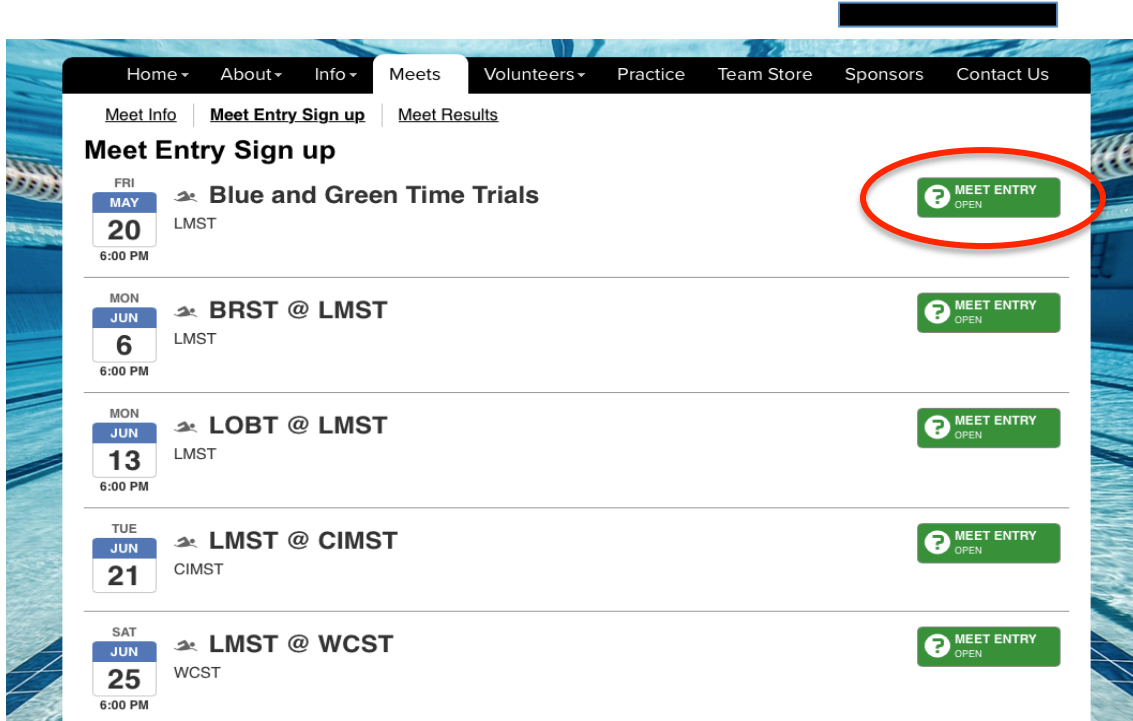 Home About Info Meets Volunteers Practice Team Store Sponsors Contact Us
Meet Info Meet Entry Sign up Meet Results
Meet Entry Sign up
FRI
MAY
20
6:00 PM
Blue and Green Time Trials
LMST
? MEET ENTRY
OPEN
MON
JUN
6
6:00 PM
BRST @ LMST
LMST
? MEET ENTRY
OPEN
MON
JUN
13
6:00 PM
LOBT @ LMST
LMST
? MEET ENTRY
OPEN
TUE
JUN
21
LMST @ CIMST
CIMST
? MEET ENTRY
OPEN
SAT
JUN
25
6:00 PM
LMST @ WCST
WCST
? MEET ENTRY
OPEN